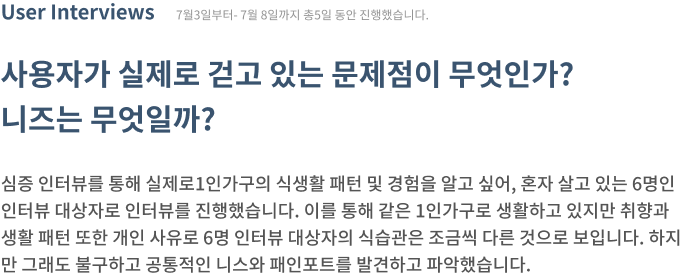 User Interviews 7월3일부터- 7월 8일까지 총5일 동안 진행했습니다.
사용자가 실제로 걷고 있는 문제점이 무엇인가?
니즈는 무엇일까?
심증 인터뷰를 통해 실제로1인가구의 식생활 패턴 및 경험을 알고 싶어, 혼자 살고 있는 6명인
인터뷰 대상자로 인터뷰를 진행했습니다. 이를 통해 같은 1인가구로 생활하고 있지만 취향과
생활 패턴 또한 개인 사유로 6명 인터뷰 대상자의 식습관은 조금씩 다른 것으로 보입니다. 하지
만 그래도 불구하고 공통적인 니스와 패인포트를 발견하고 파악했습니다.